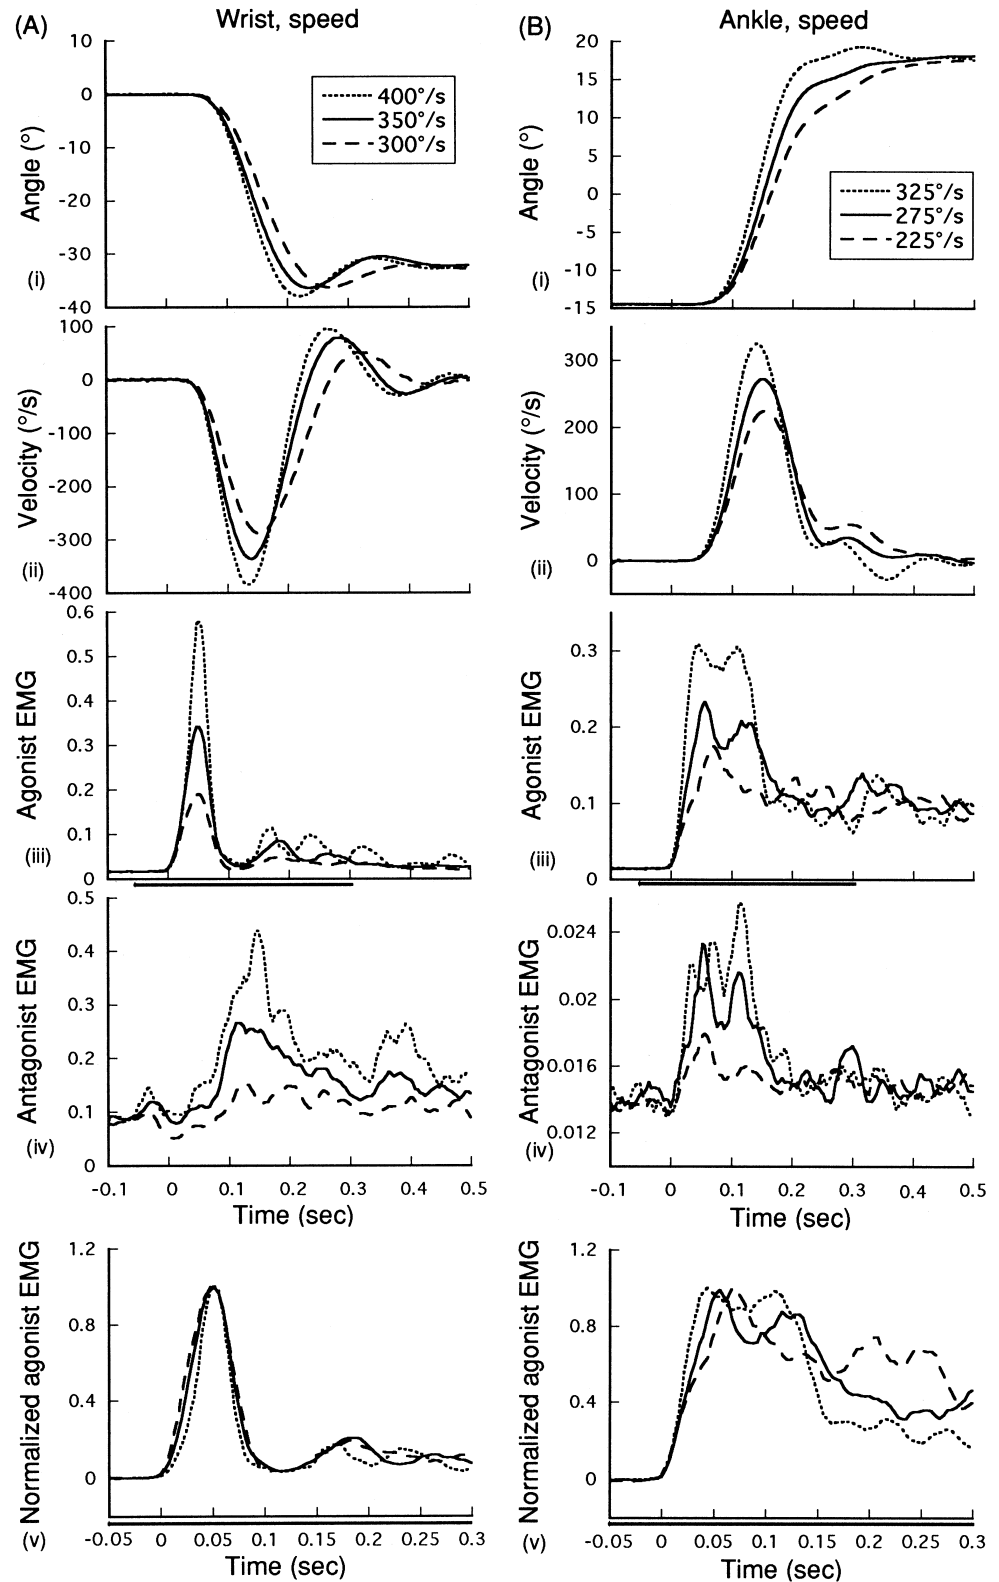 (A) Wrist, speed
10
0
-10
-20
-30
-40
Angle (°)
(i)
400°/s
350°/s
300°/s
100
0
-100
-200
-300
-400
Velocity (°/s)
(ii)
0.6
0.5
0.4
0.3
0.2
0.1
0
Agonist EMG
(iii)
0.5
0.4
0.3
0.2
0.1
0
Antagonist EMG
(iv)
-0.1 0 0.1 0.2 0.3 0.4 0.5
Time (sec)
1.2
0.8
0.4
0
Normalized agonist EMG
(v)
-0.05 0 0.05 0.1 0.15 0.2 0.25 0.3
Time (sec)
(B) Ankle, speed
20
15
10
5
0
-5
-10
-15
Angle (°)
(i)
325°/s
275°/s
225°/s
300
200
100
0
Velocity (°/s)
(ii)
0.3
0.2
0.1
0
Agonist EMG
(iii)
0.024
0.02
0.016
0.012
Antagonist EMG
(iv)
-0.1 0 0.1 0.2 0.3 0.4 0.5
Time (sec)
1.2
0.8
0.4
0
Normalized agonist EMG
(v)
-0.05 0 0.05 0.1 0.15 0.2 0.25 0.3
Time (sec)